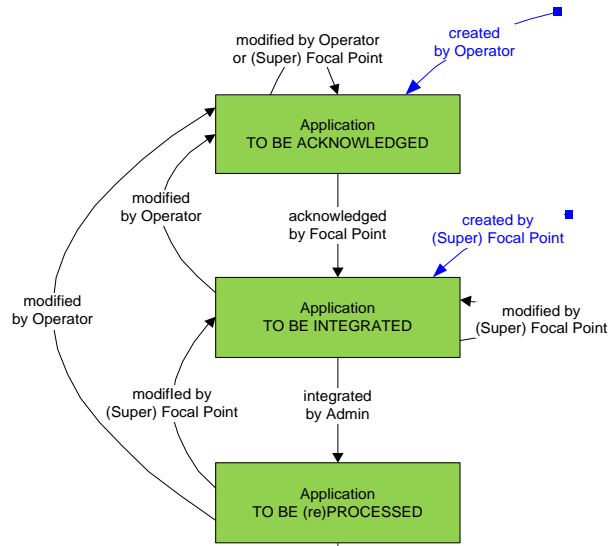 modified by Operator
or (Super) Focal Point
created
by Operator
Application
TO BE ACKNOWLEDGED
modified
by Operator
acknowledged
by Focal Point
created by
(Super) Focal Point
modified
by Operator
Application
TO BE INTEGRATED
modified by
(Super) Focal Point
modified by
(Super) Focal Point
integrated
by Admin
Application
TO BE (re)PROCESSED